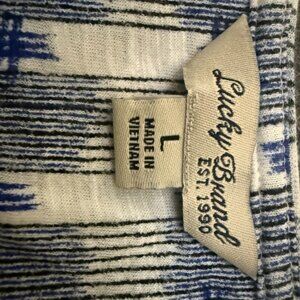 Lucky Brand
EST. 1990
L
MADE IN
VIETNAM